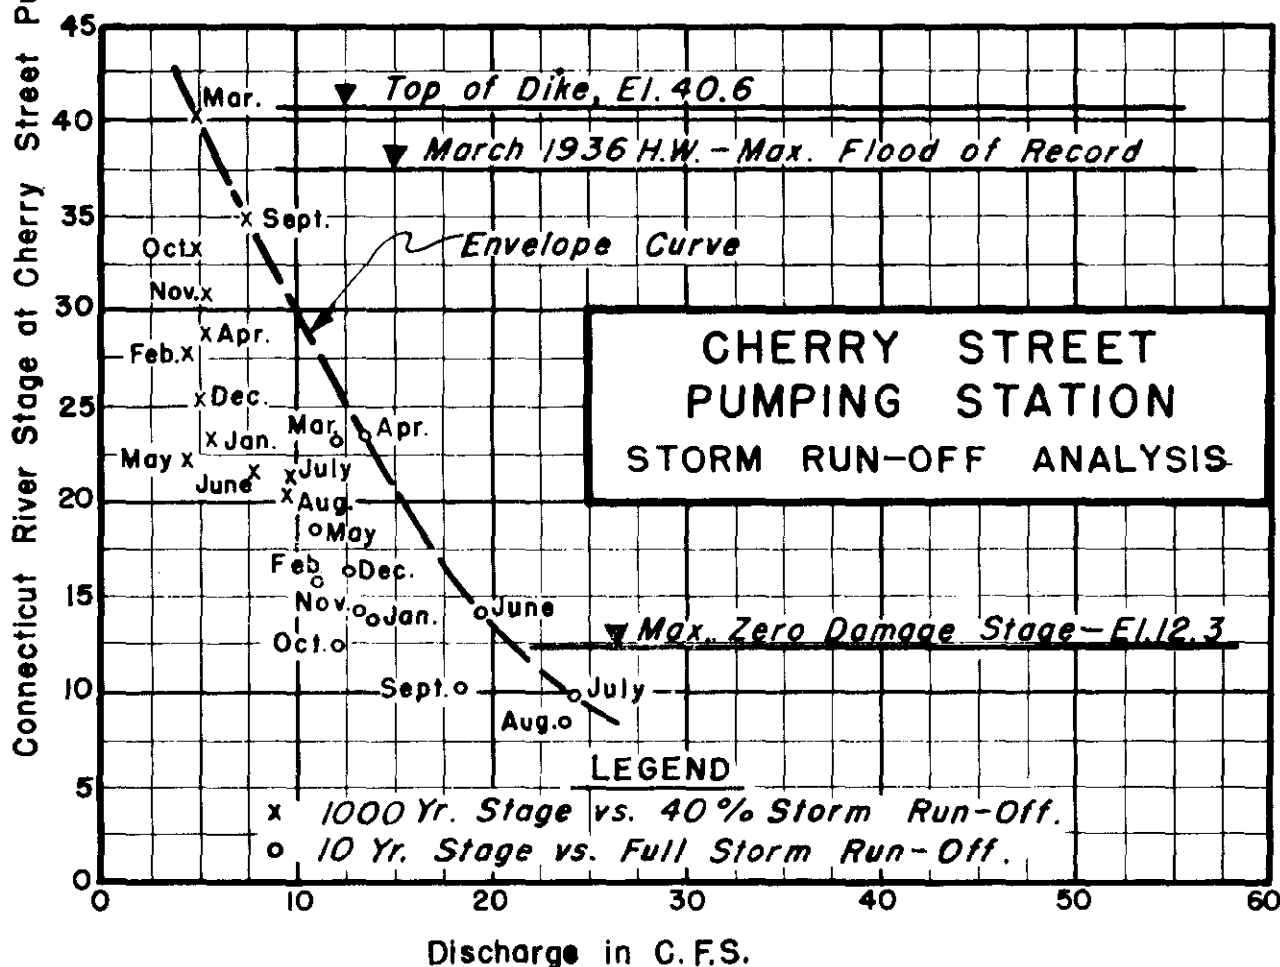 Connecticut River Stage at Cherry Street
45
40
35
30
25
20
15
10
5
0
0 10 20 30 40 50 60
Discharge in C.F.S.
Top of Dike, El. 40.6
March 1936 H.W.-Max. Flood of Record
Envelope Curve
CHERRY STREET
PUMPING STATION
STORM RUN-OFF ANALYSIS
Max. Zero Damage Stage-El.12.3
Mar.
Sept.
Oct.
Nov.
Apr.
Feb.
Dec.
Jan.
May
June
July
Aug.
Mar.
Apr.
May
Feb.
Dec.
Nov.
Jan.
June
Oct.
Sept.
July
Aug.
LEGEND
x 1000 Yr. Stage vs. 40% Storm Run-Off.
o 10 Yr. Stage vs. Full Storm Run-Off.